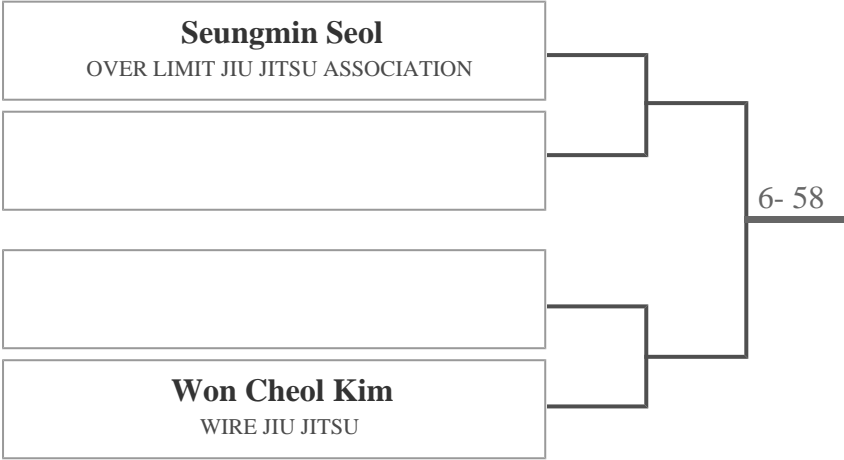 Seungmin Seol
OVER LIMIT JIU JITSU ASSOCIATION
6- 58
Won Cheol Kim
WIRE JIU JITSU